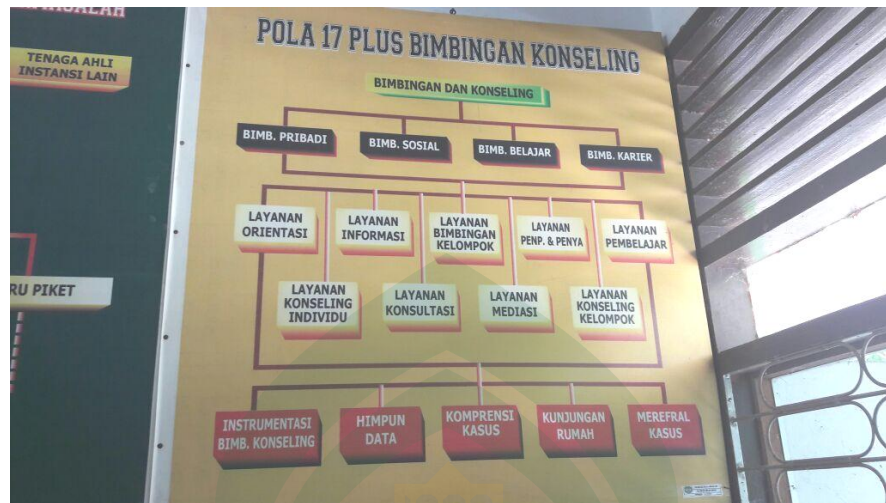 TENAGA AHLI
INSTANSI LAIN
RU PIKET
POLA 17 PLUS BIMBINGAN KONSELING
BIMBINGAN DAN KONSELING
BIMB. PRIBADI
BIMB. SOSIAL
BIMB. BELAJAR
BIMB. KARIER
LAYANAN
ORIENTASI
LAYANAN
INFORMASI
LAYANAN
BIMBINGAN
KELOMPOK
LAYANAN
PENP. & PENYA
LAYANAN
PEMBELAJAR
LAYANAN
KONSELING
INDIVIDU
LAYANAN
KONSULTASI
LAYANAN
MEDIASI
LAYANAN
KONSELING
KELOMPOK
INSTRUMENTASI
BIMB. KONSELING
HIMPUN
DATA
KOMPRENSI
KASUS
KUNJUNGAN
RUMAH
MEREFRAL
KASUS